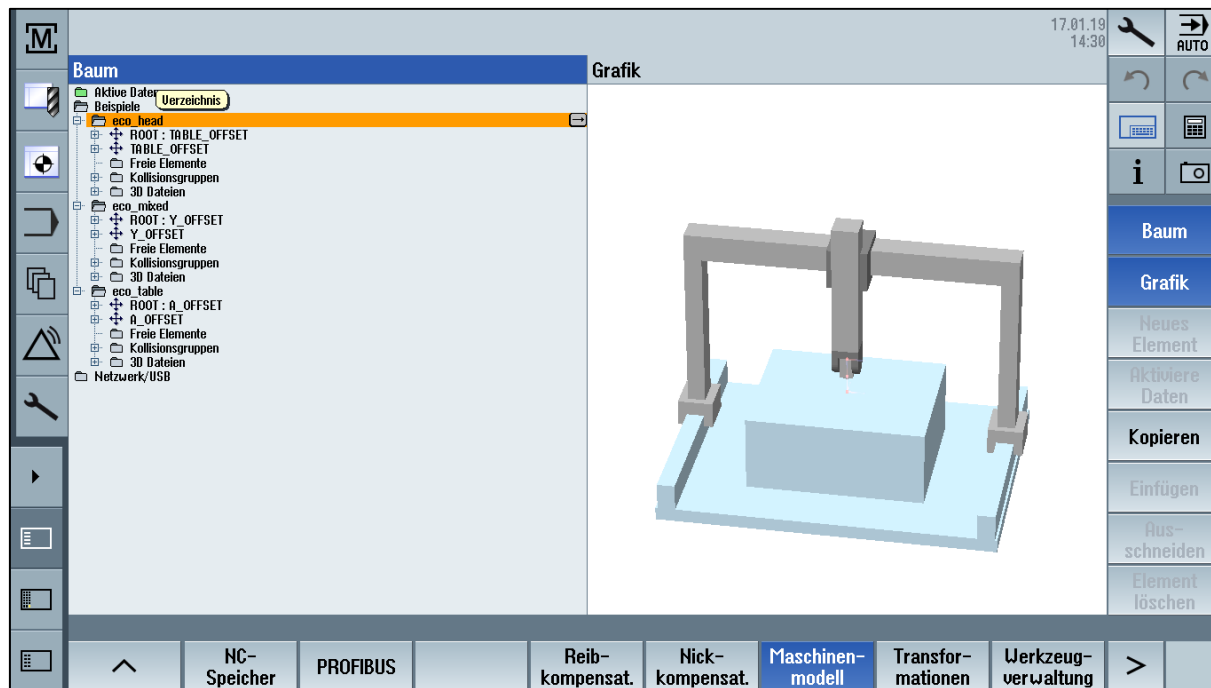 M
17.01.19
14:30
AUTO
Baum
Grafik
Aktive Daten
Verzeichnis
Beispiele
eco_head
ROOT : TABLE_OFFSET
TABLE_OFFSET
Freie Elemente
Kollisionsgruppen
3D Dateien
eco_mixed
ROOT : Y_OFFSET
Y_OFFSET
Freie Elemente
Kollisionsgruppen
3D Dateien
eco_table
ROOT : A_OFFSET
A_OFFSET
Freie Elemente
Kollisionsgruppen
3D Dateien
Netzwerk/USB
i
Baum
Grafik
Neues
Element
Aktiviere
Daten
Kopieren
Einfügen
Aus-
schneiden
Element
löschen
NC-
Speicher
PROFIBUS
Reib-
kompensat.
Nick-
kompensat.
Maschinen-
modell
Transfor-
mationen
Werkzeug-
verwaltung
>